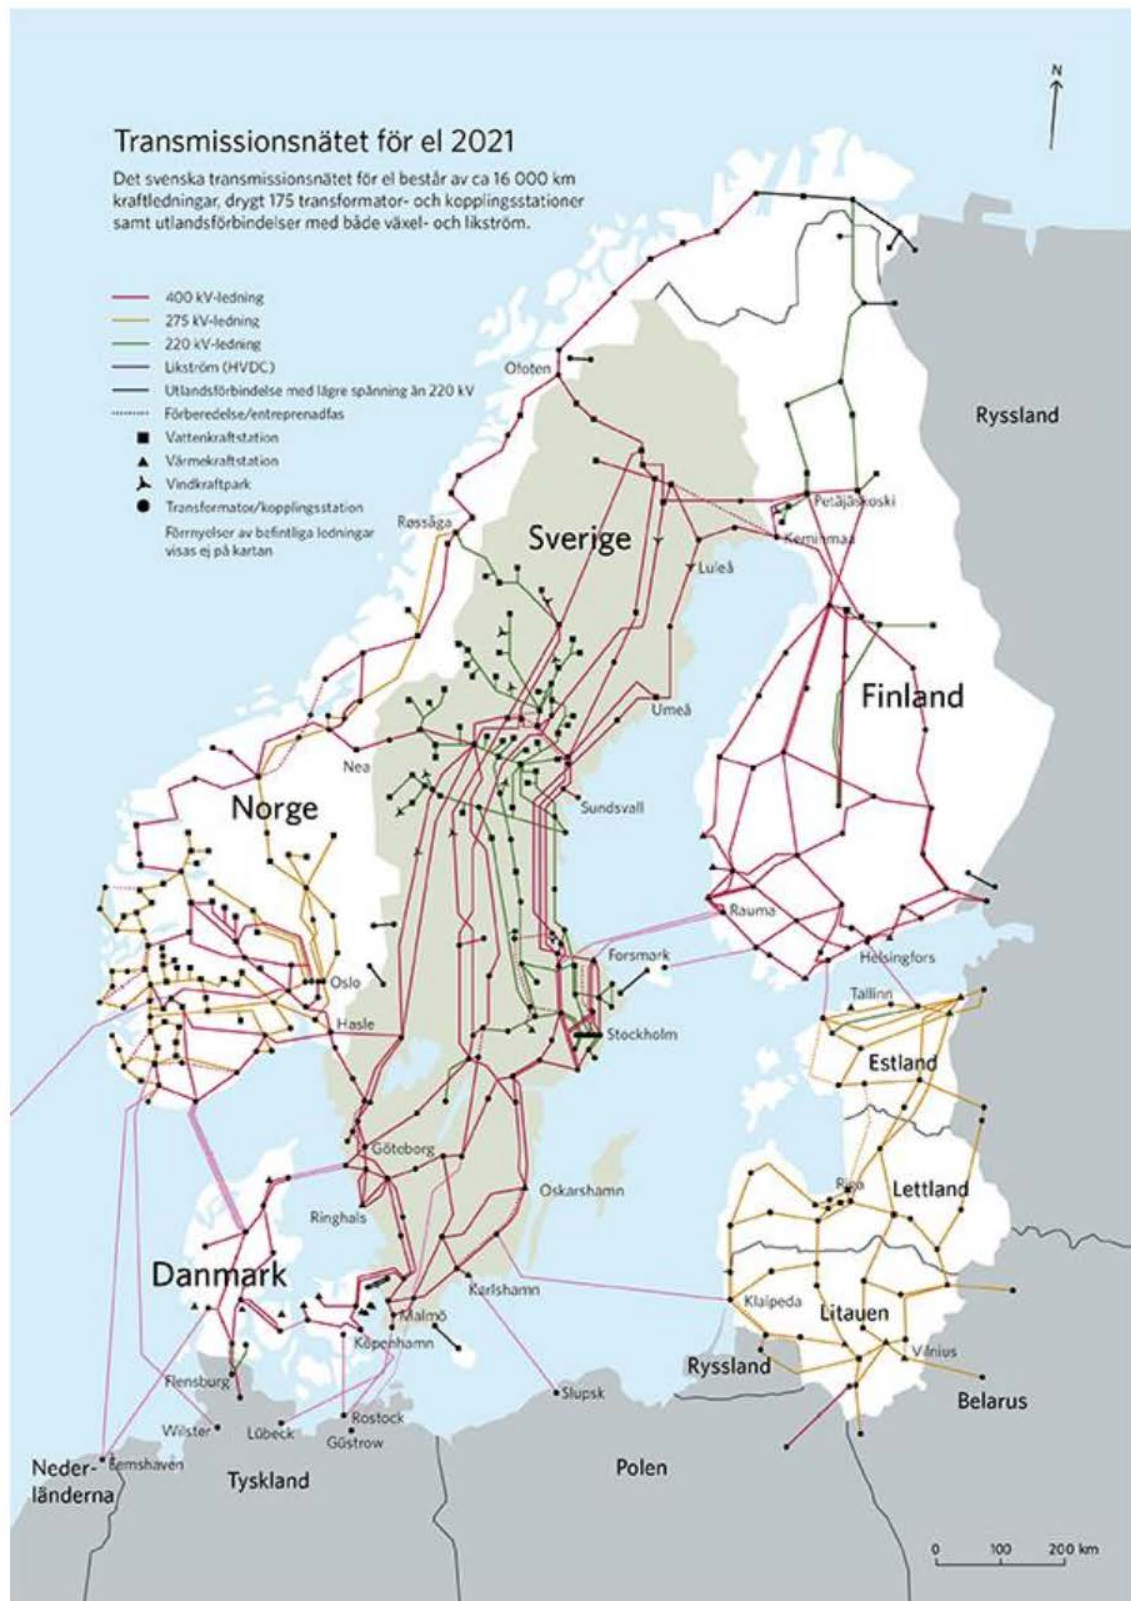 N
Transmissionsnätet för el 2021
Det svenska transmissionsnätet för el består av ca 16 000 km
kraftledningar, drygt 175 transformator- och kopplingsstationer
samt utlandsförbindelser med både växel- och likström.
400 kV-ledning
275 kV-ledning
220 kV-ledning
Likström (HVDC)
Utlandsförbindelse med lägre spänning än 220 kV
Förberedelse/entreprenadfas
Vattenkraftstation
Värmekraftstation
Vindkraftpark
Transformator/kopplingsstation
Förnyelser av befintliga ledningar
visas ej på kartan
Ofoten
Ryssland
Petäjäskoski
Røssåga
Sverige
Keminmaa
Luleå
Finland
Umeå
Nea
Norge
Sundsvall
Rauma
Forsmark
Helsingfors
Oslo
Tallinn
Hasle
Stockholm
Estland
Göteborg
Riga
Lettland
Oskarshamn
Ringhals
Danmark
Karlshamn
Klaipeda
Litauen
Malmö
Köpenhamn
Vilnius
Ryssland
Flensburg
Slupsk
Belarus
Rostock
Wilster
Lübeck
Güstrow
Eemshaven
Neder-
länderna
Tyskland
Polen
0 100 200 km